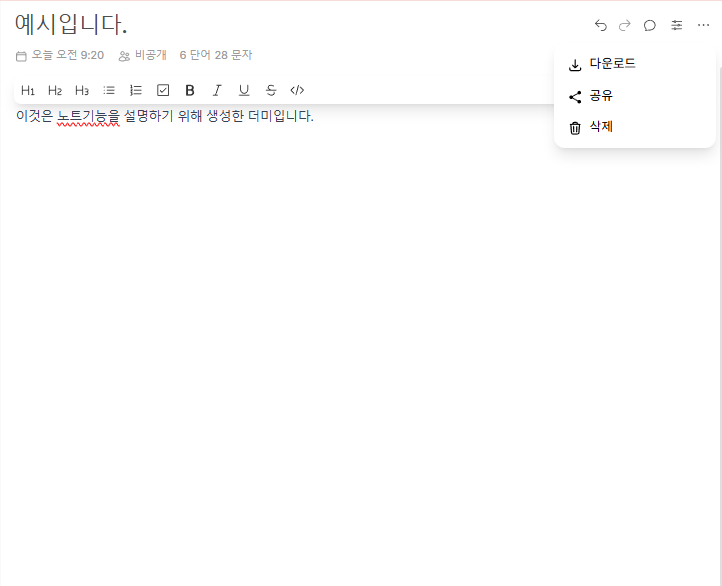 예시입니다.
오늘 오전 9:20 비공개 6 단어 28 문자
H1 H2 H3 B I U S </>
이것은 노트기능을 설명하기 위해 생성한 더미입니다.
다운로드
공유
삭제